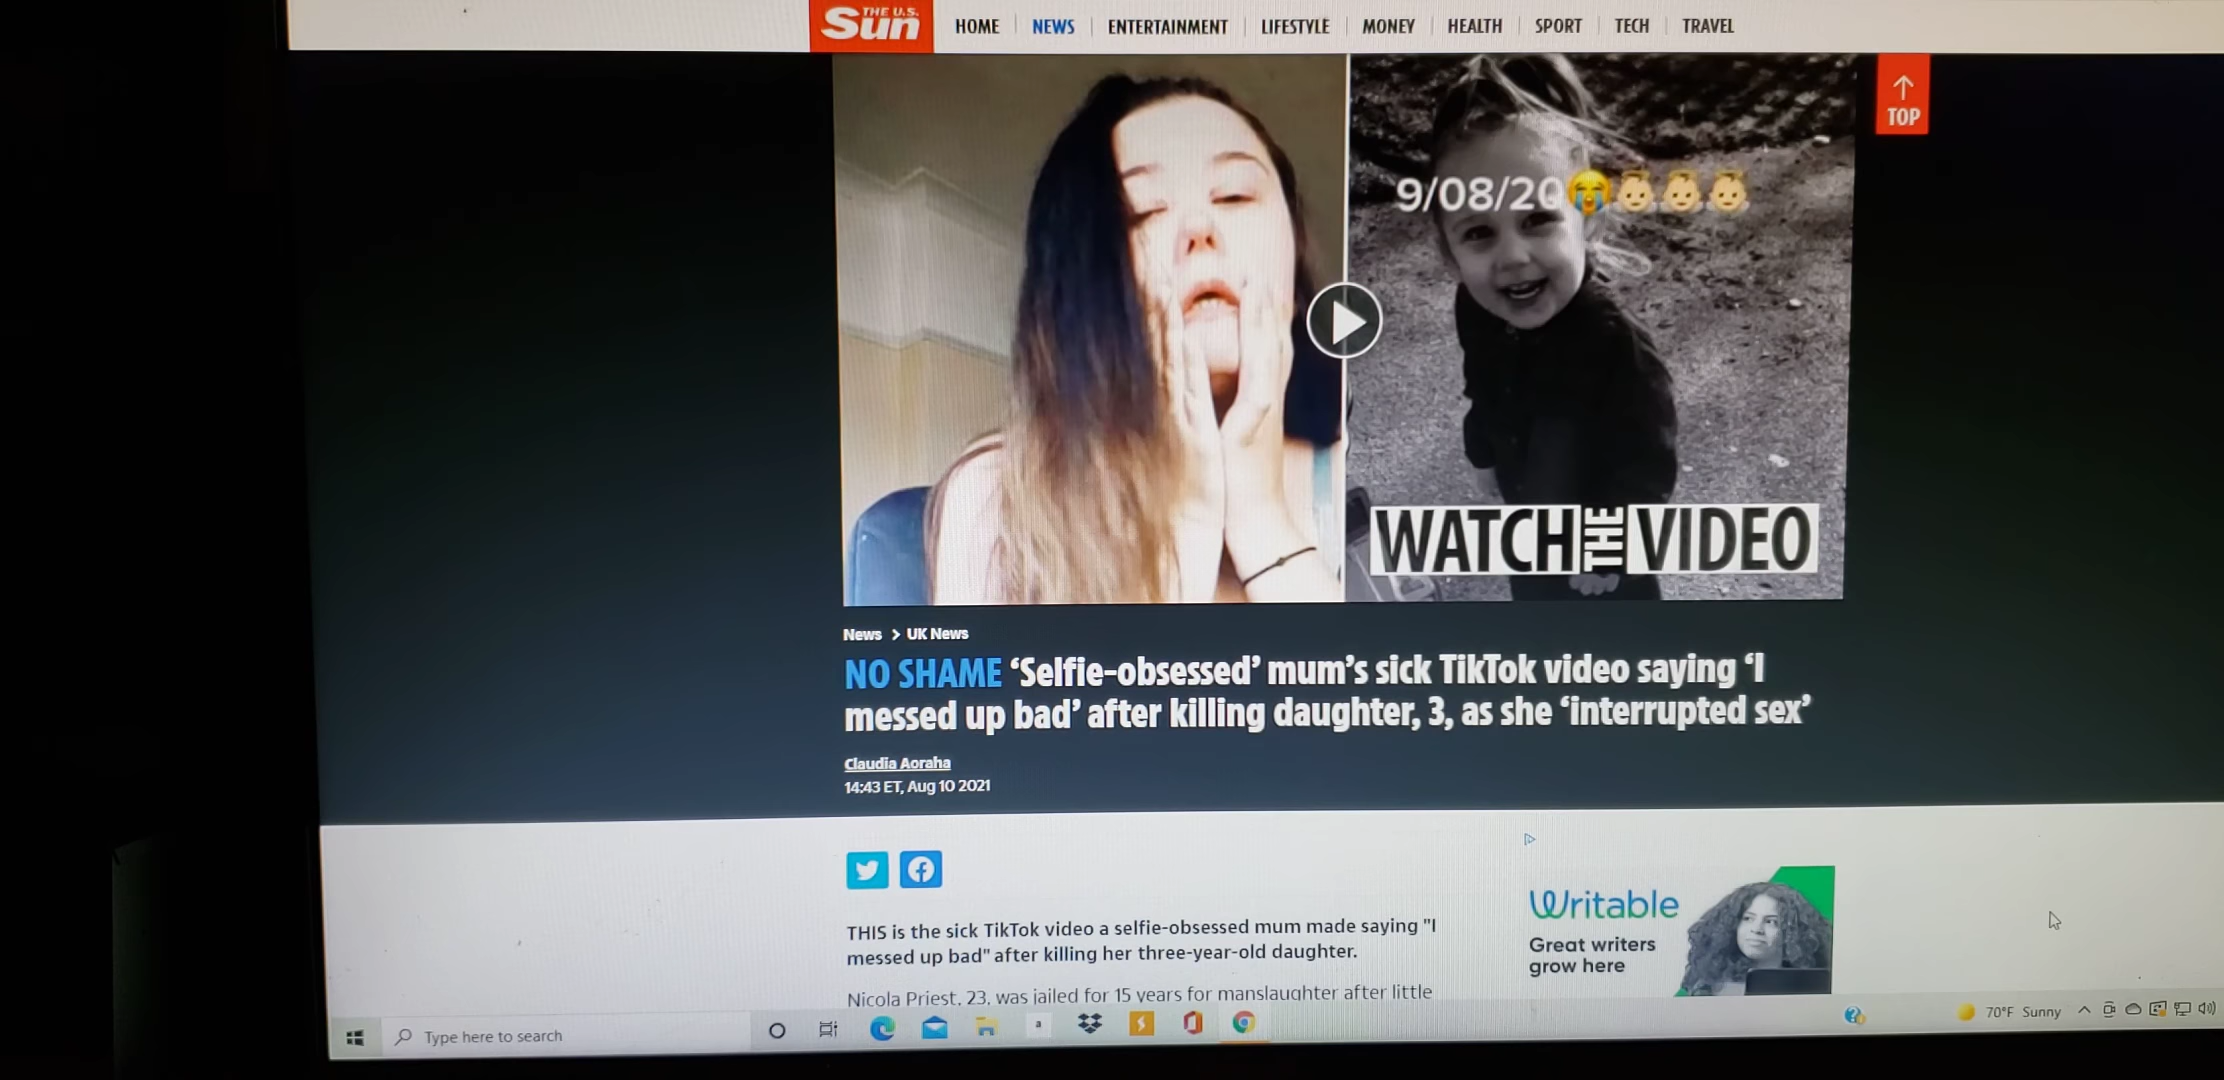 THE U.S.
Sun
HOME NEWS ENTERTAINMENT LIFESTYLE MONEY HEALTH SPORT TECH TRAVEL
TOP
9/08/20
WATCH THE VIDEO
News > UK News
NO SHAME ‘Selfie-obsessed’ mum’s sick TikTok video saying ‘I
messed up bad’ after killing daughter, 3, as she ‘interrupted sex’
Claudia Aoraha
14:43 ET, Aug 10 2021
THIS is the sick TikTok video a selfie-obsessed mum made saying "I
messed up bad" after killing her three-year-old daughter.
Nicola Priest, 23, was jailed for 15 years for manslaughter after little
Writable
Great writers
grow here
Type here to search
a
70°F Sunny